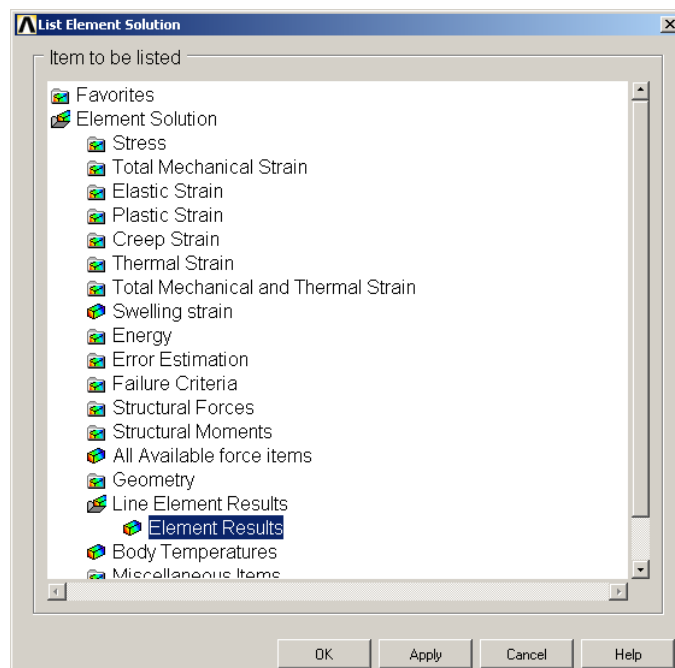 List Element Solution
Item to be listed
Favorites
Element Solution
Stress
Total Mechanical Strain
Elastic Strain
Plastic Strain
Creep Strain
Thermal Strain
Total Mechanical and Thermal Strain
Swelling strain
Energy
Error Estimation
Failure Criteria
Structural Forces
Structural Moments
All Available force items
Geometry
Line Element Results
Element Results
Body Temperatures
Miscellaneous Items
OK Apply Cancel Help